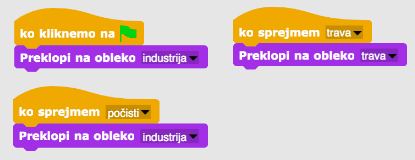 ko kliknemo na
Preklopi na obleko industrija
ko sprejmem trava
Preklopi na obleko trava
ko sprejmem počisti
Preklopi na obleko industrija